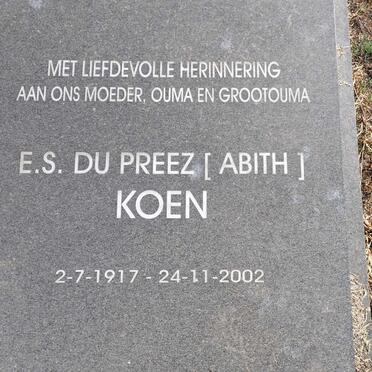 MET LIEFDEVOLLE HERINNERING
AAN ONS MOEDER, OUMA EN GROOTOUMA
E.S. DU PREEZ [ ABITH ]
KOEN
2-7-1917 - 24-11-2002